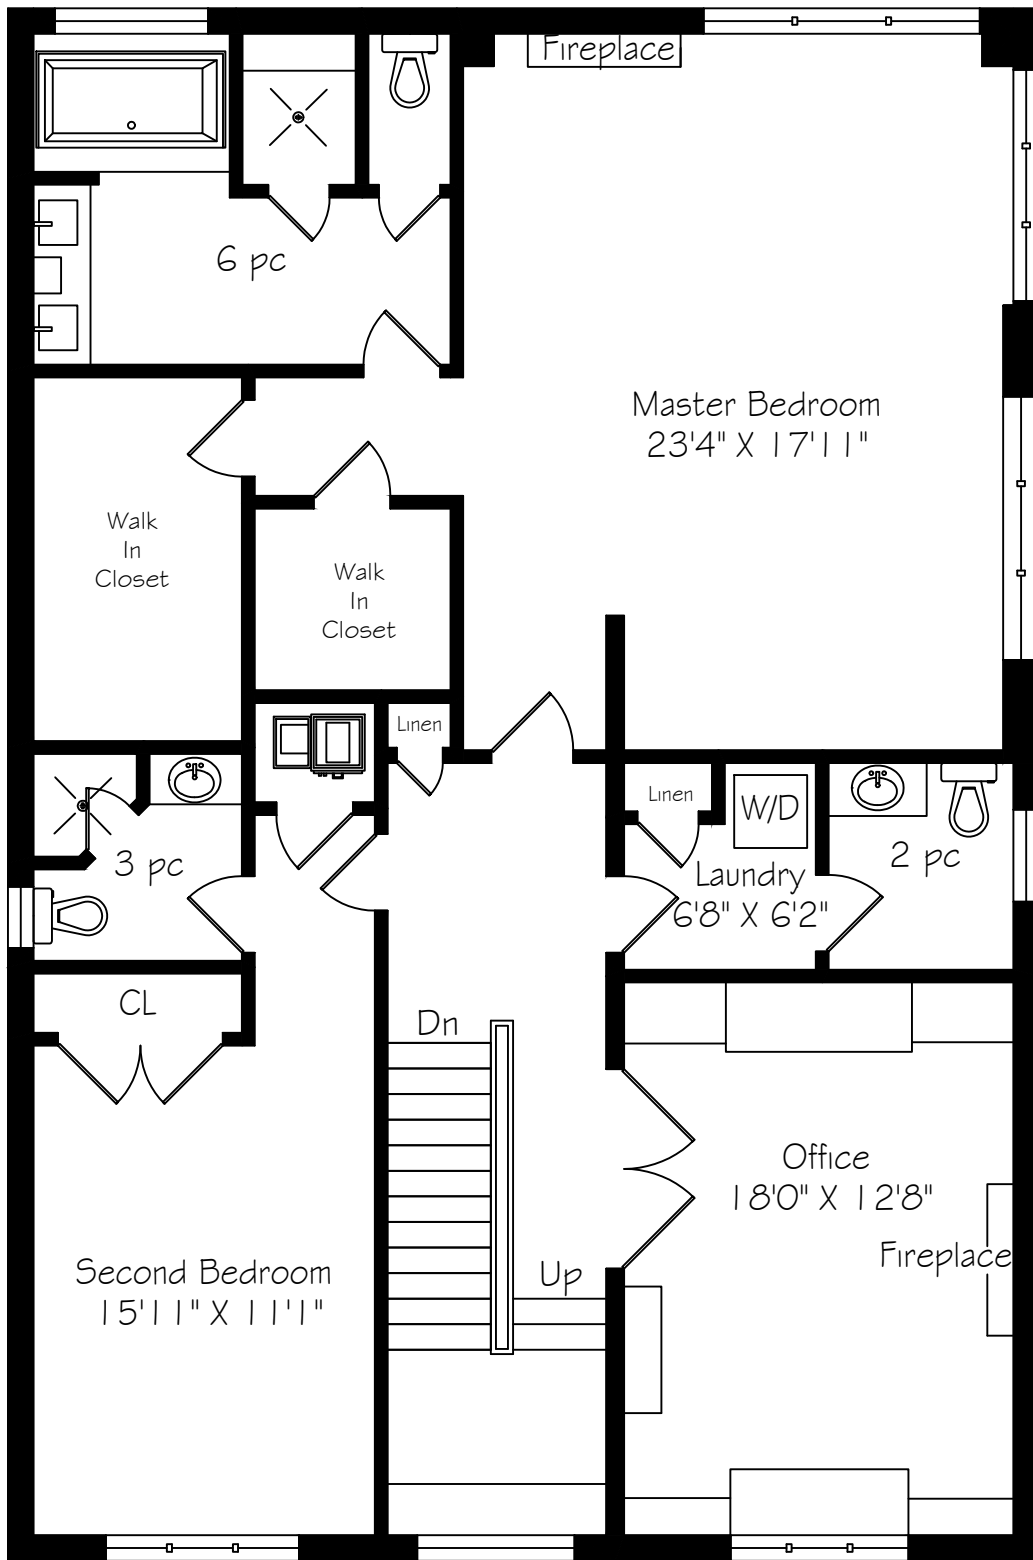 Fireplace
6 pc
Master Bedroom
23'4" X 17'11"
Walk
In
Closet
Walk
In
Closet
Linen
Linen
W/D
3 pc
2 pc
Laundry
6'8" X 6'2"
CL
Dn
Office
18'0" X 12'8"
Fireplace
Up
Second Bedroom
15'11" X 11'1"